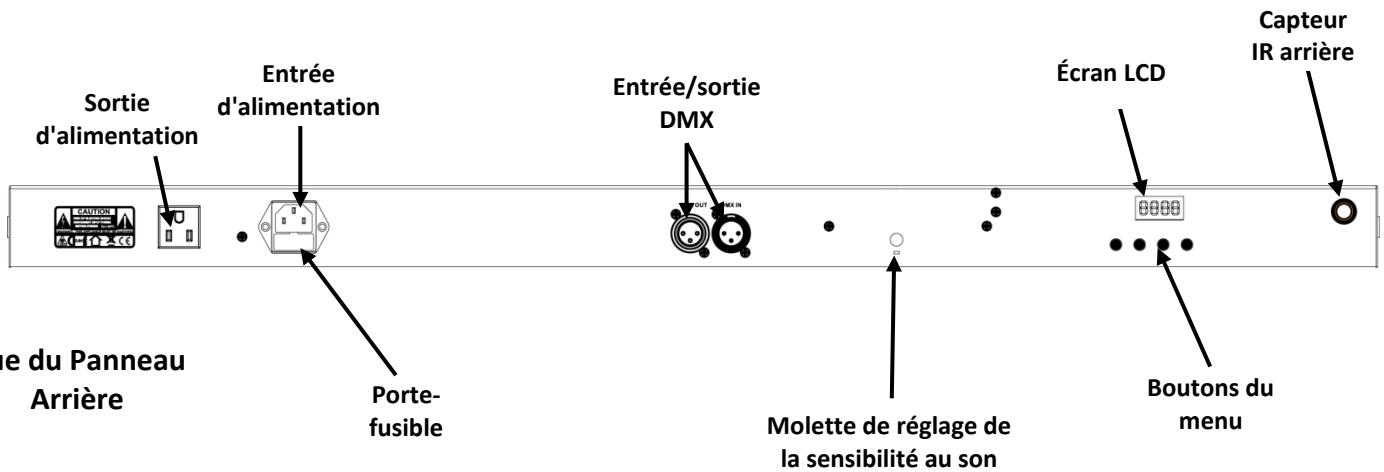 Capteur
IR arrière
Écran LCD
Entrée
d'alimentation
Entrée/sortie
DMX
Sortie
d'alimentation
CAUTION
OUT
DMX IN
ue du Panneau
Arrière
Porte-
fusible
Molette de réglage de
la sensibilité au son
Boutons du
menu